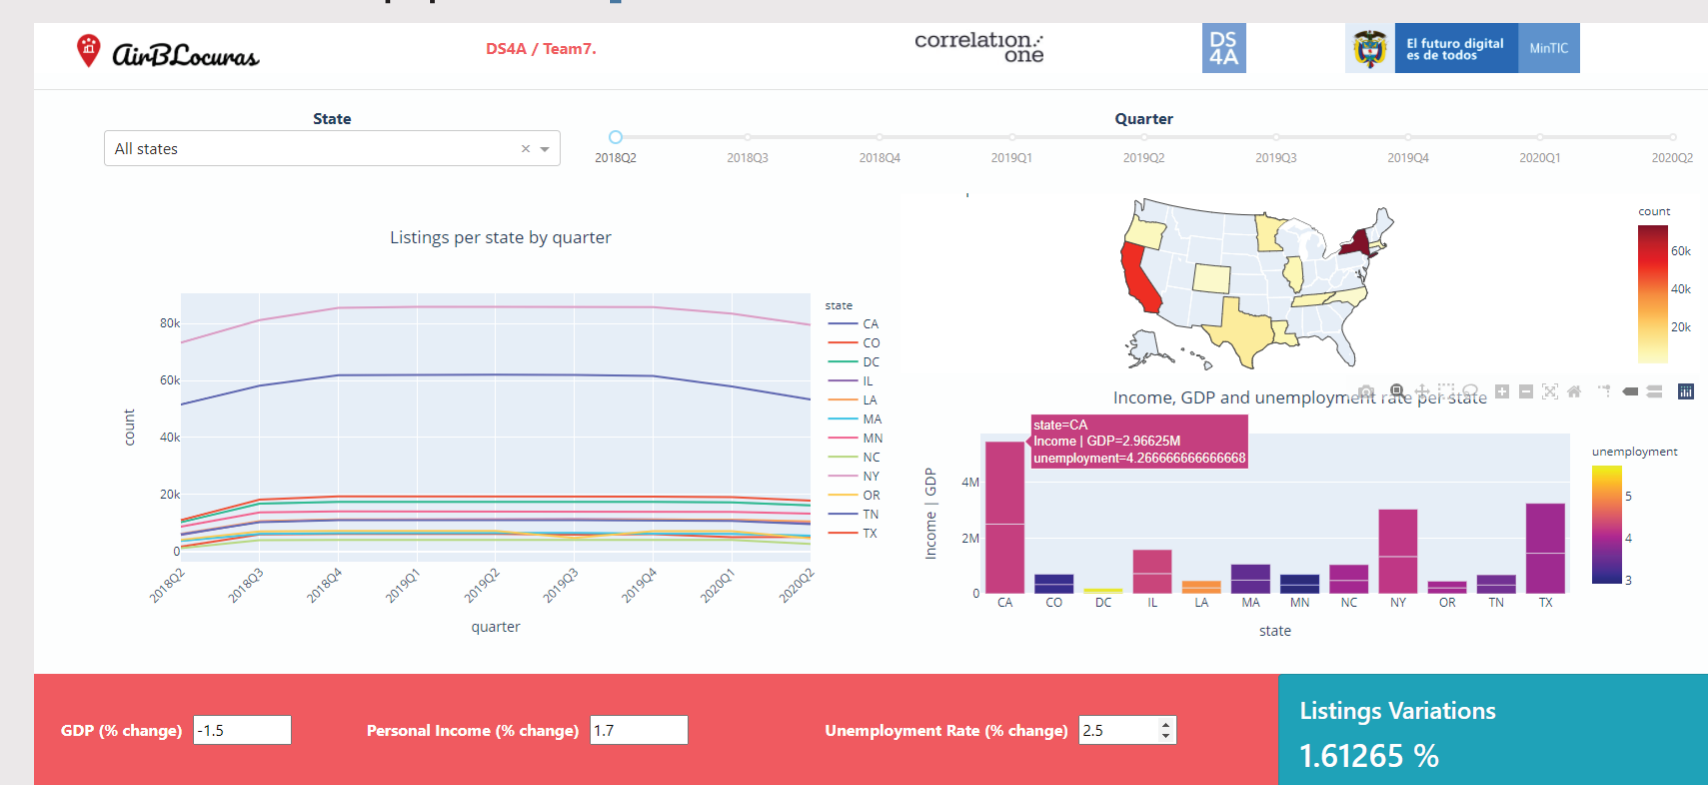 AirBLocuras
DS4A / Team7.
correlation
one
DS
4A
El futuro digital
es de todos
MinTIC
State
All states
Quarter
2018Q2 2018Q3 2018Q4 2019Q1 2019Q2 2019Q3 2019Q4 2020Q1 2020Q2
Listings per state by quarter
count
80k
60k
40k
20k
0
2018Q2 2018Q3 2018Q4 2019Q1 2019Q2 2019Q3 2019Q4 2020Q1 2020Q2
quarter
state
CA
CO
DC
IL
LA
MA
MN
NC
NY
OR
TN
TX
count
60k
40k
20k
Income, GDP and unemployment rate per state
state=CA
Income | GDP=2.96625M
unemployment=4.266666666666668
Income | GDP
4M
2M
0
CA CO DC IL LA MA MN NC NY OR TN TX
state
unemployment
5
4
3
GDP (% change) -1.5
Personal Income (% change) 1.7
Unemployment Rate (% change) 2.5
Listings Variations
1.61265 %